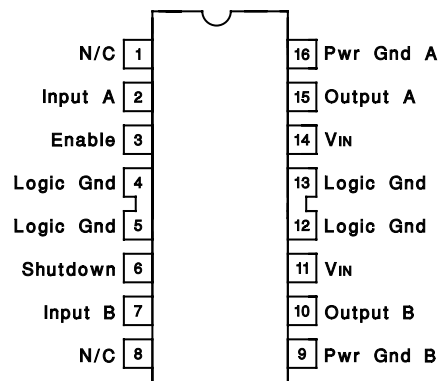 N/C 1 16 Pwr Gnd A
Input A 2 15 Output A
Enable 3 14 VIN
Logic Gnd 4 13 Logic Gnd
Logic Gnd 5 12 Logic Gnd
Shutdown 6 11 VIN
Input B 7 10 Output B
N/C 8 9 Pwr Gnd B